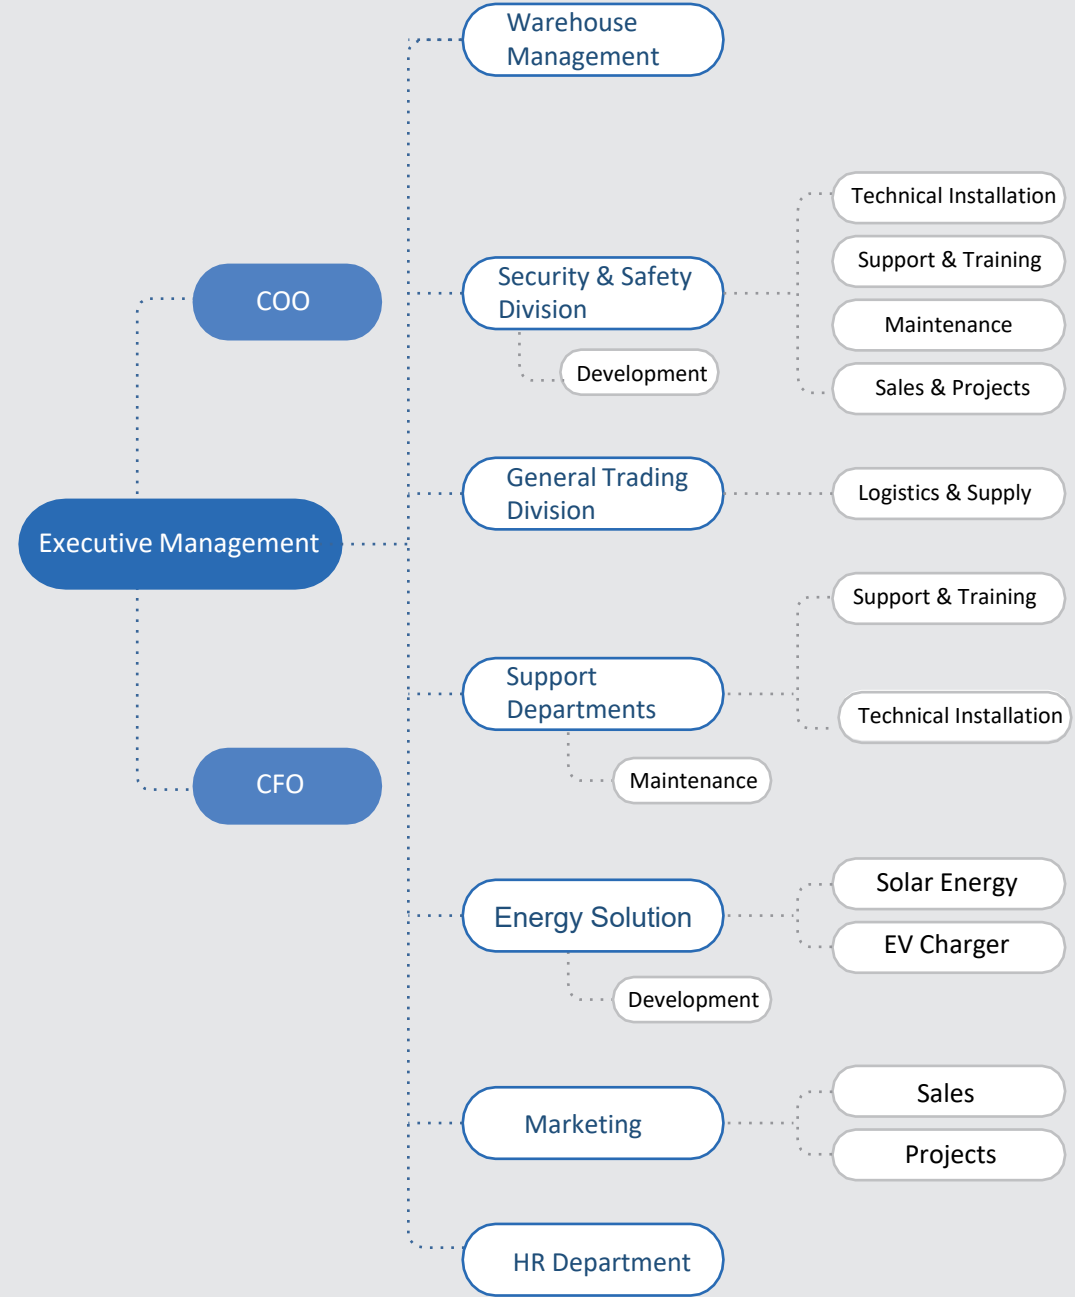 Warehouse
Management
Technical Installation
Support & Training
COO
Security & Safety
Division
Maintenance
Development
Sales & Projects
General Trading
Division
Logistics & Supply
Executive Management
Support & Training
Support
Departments
Technical Installation
CFO
Maintenance
Solar Energy
Energy Solution
EV Charger
Development
Sales
Marketing
Projects
HR Department